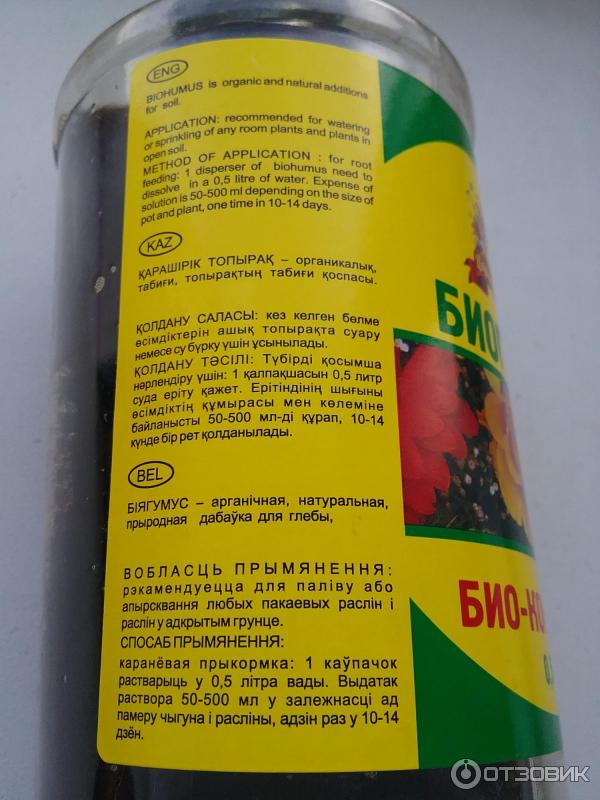 ENG
BIOHUMUS is organic and natural additions
for soil.
APPLICATION: recommended for watering
or sprinkling of any room plants and plants in
open soil.
METHOD OF APPLICATION : for root
feeding: 1 disperser of biohumus need to
dissolve in a 0,5 litre of water. Expense of
solution is 50-500 ml depending on the size of
pot and plant, one time in 10-14 days.
KAZ
ҚАРАШІРІК ТОПЫРАҚ – органикалық,
табиғи, топырақтың табиғи қоспасы.
ҚОЛДАНУ САЛАСЫ: кез келген бөлме
өсімдіктерін ашық топырақта суару
немесе су бүрку үшін ұсынылады.
ҚОЛДАНУ ТӘСІЛІ: Түбірді қосымша
нәрлендіру үшін: 1 қалпақшасын 0,5 литр
суда еріту қажет. Ерітіндінің шығыны
өсімдіктің құмырасы мен көлеміне
байланысты 50-500 мл-ді құрап, 10-14
күнде бір рет қолданылады.
BEL
БІЯГУМУС – арганічная, натуральная,
прыродная дабаўка для глебы,
ВОБЛАСЦЬ ПРЫМЯНЕННЯ:
рэкамендуецца для паліву або
апырсквання любых пакаевых раслін і
раслін у адкрытым грунце.
СПОСАБ ПРЫМЯНЕННЯ:
каранёвая прыкормка: 1 каўпачок
растварыць у 0,5 літра вады. Выдатак
раствора 50-500 мл у залежнасці ад
памеру чыгуна і расліны, адзін раз у 10-14
дзён.
БИО
БИО-КО
ОТЗОВИК